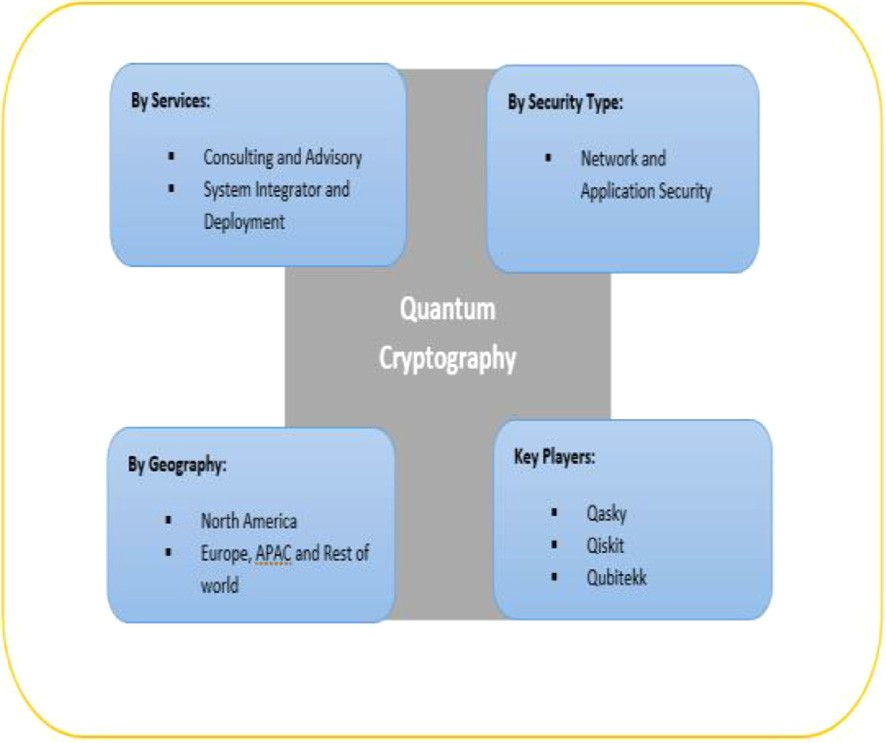 By Services:
▪ Consulting and Advisory
▪ System Integrator and
Deployment
By Security Type:
▪ Network and
Application Security
Quantum
Cryptography
By Geography:
▪ North America
▪ Europe, APAC and Rest of
world
Key Players:
▪ Qasky
▪ Qiskit
▪ Qubitekk